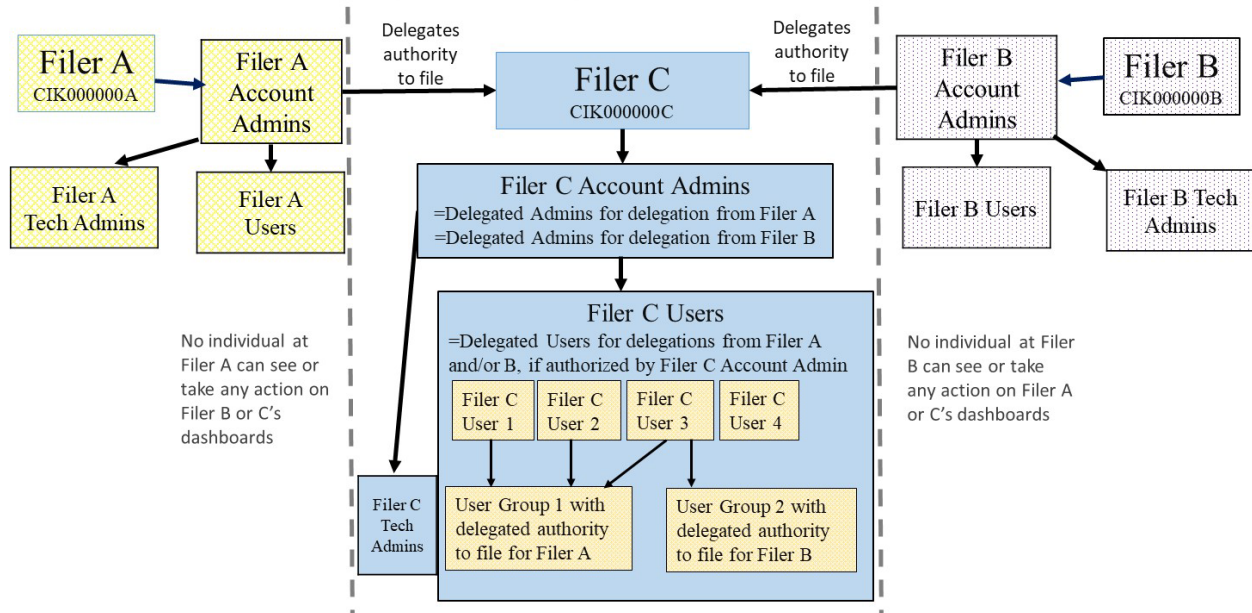 Delegates
authority
to file
Delegates
authority
to file
Filer A
CIK000000A
Filer A
Account
Admins
Filer C
CIK000000C
Filer B
Account
Admins
Filer B
CIK000000B
Filer A
Tech Admins
Filer A
Users
Filer C Account Admins
=Delegated Admins for delegation from Filer A
=Delegated Admins for delegation from Filer B
Filer B Users
Filer B Tech
Admins
No individual at
Filer A can see or
take any action on
Filer B or C's
dashboards
Filer C Users
=Delegated Users for delegations from Filer A
and/or B, if authorized by Filer C Account Admin
Filer C
User 1
Filer C
User 2
Filer C
User 3
Filer C
User 4
No individual at Filer
B can see or take
any action on Filer A
or C's dashboards
Filer C
Tech
Admins
User Group 1 with
delegated authority
to file for Filer A
User Group 2 with
delegated authority
to file for Filer B